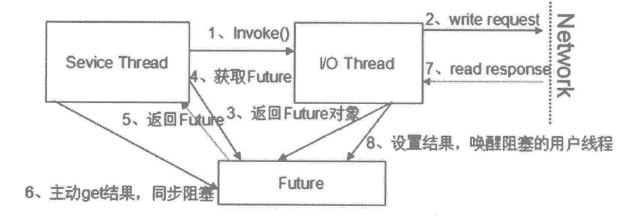 1、Invoke()
2、write request
Sevice Thread
I/O Thread
Network
4、获取Future
7、read response
5、返回Future
3、返回Future对象
8、设置结果，唤醒阻塞的用户线程
Future
6、主动get结果，同步阻塞